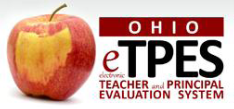 OHIO
eTPES
electronic
TEACHER and PRINCIPAL
EVALUATION SYSTEM